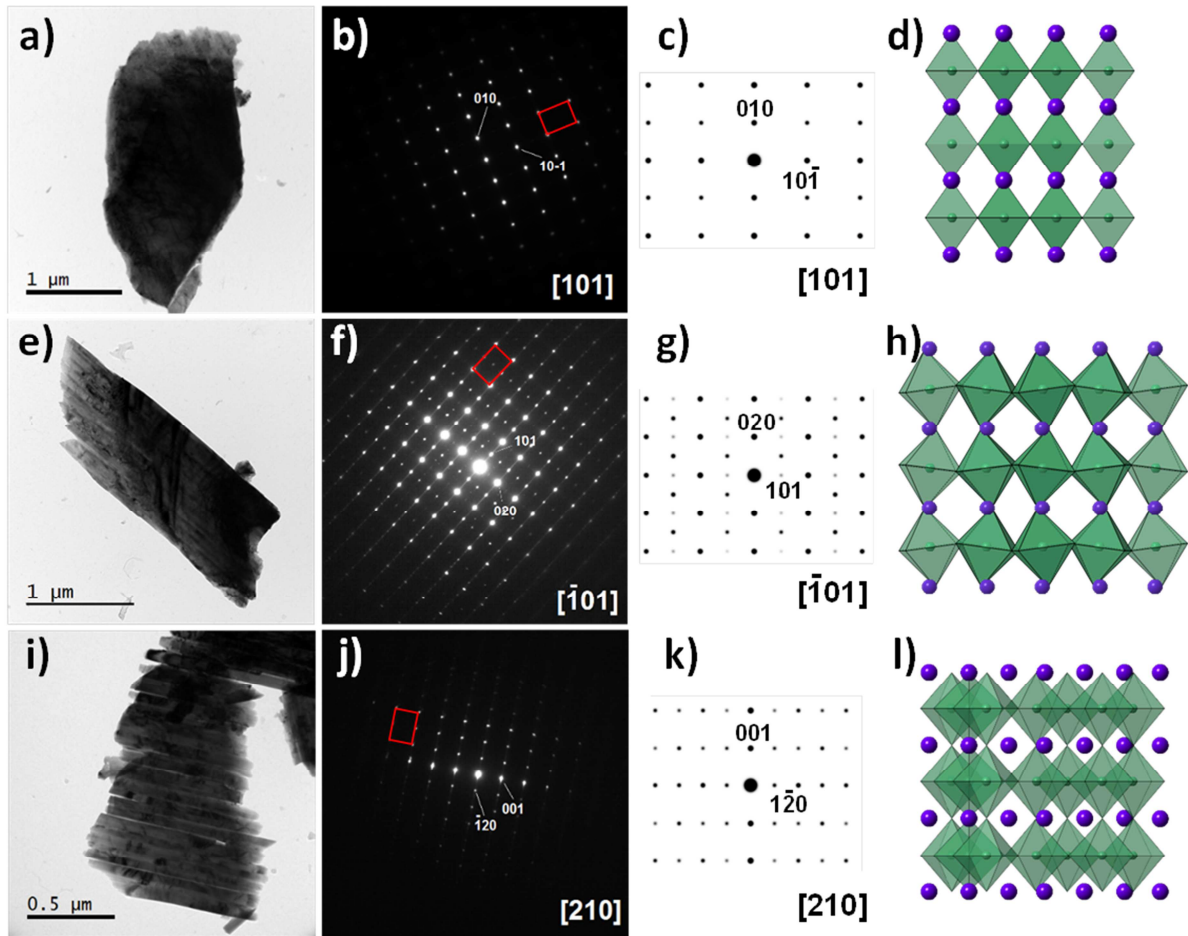 a)
b)
c)
d)
010
10-1
1 µm
[101]
010
101̄
[101]
e)
f)
g)
h)
101
020
1 µm
[1̄01]
020
101
[1̄01]
i)
j)
k)
l)
001
1̄20
0.5 µm
[210]
001
12̄0
[210]